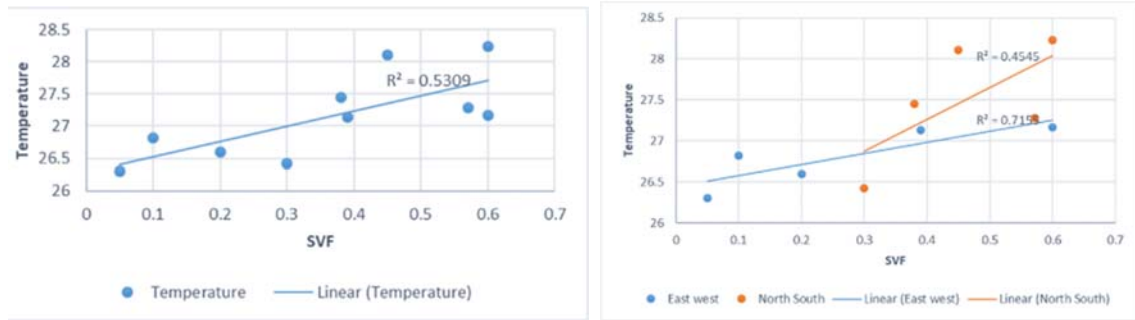 28.5
28
27.5
27
26.5
26
Temperature
R² = 0.5309
0
0.1
0.2
0.3
0.4
0.5
0.6
0.7
SVF
Temperature
Linear (Temperature)
28.5
28
27.5
27
26.5
26
Temperature
R² = 0.4545
R² = 0.719
0
0.1
0.2
0.3
0.4
0.5
0.6
0.7
SVF
East west
North South
Linear (East west)
Linear (North South)